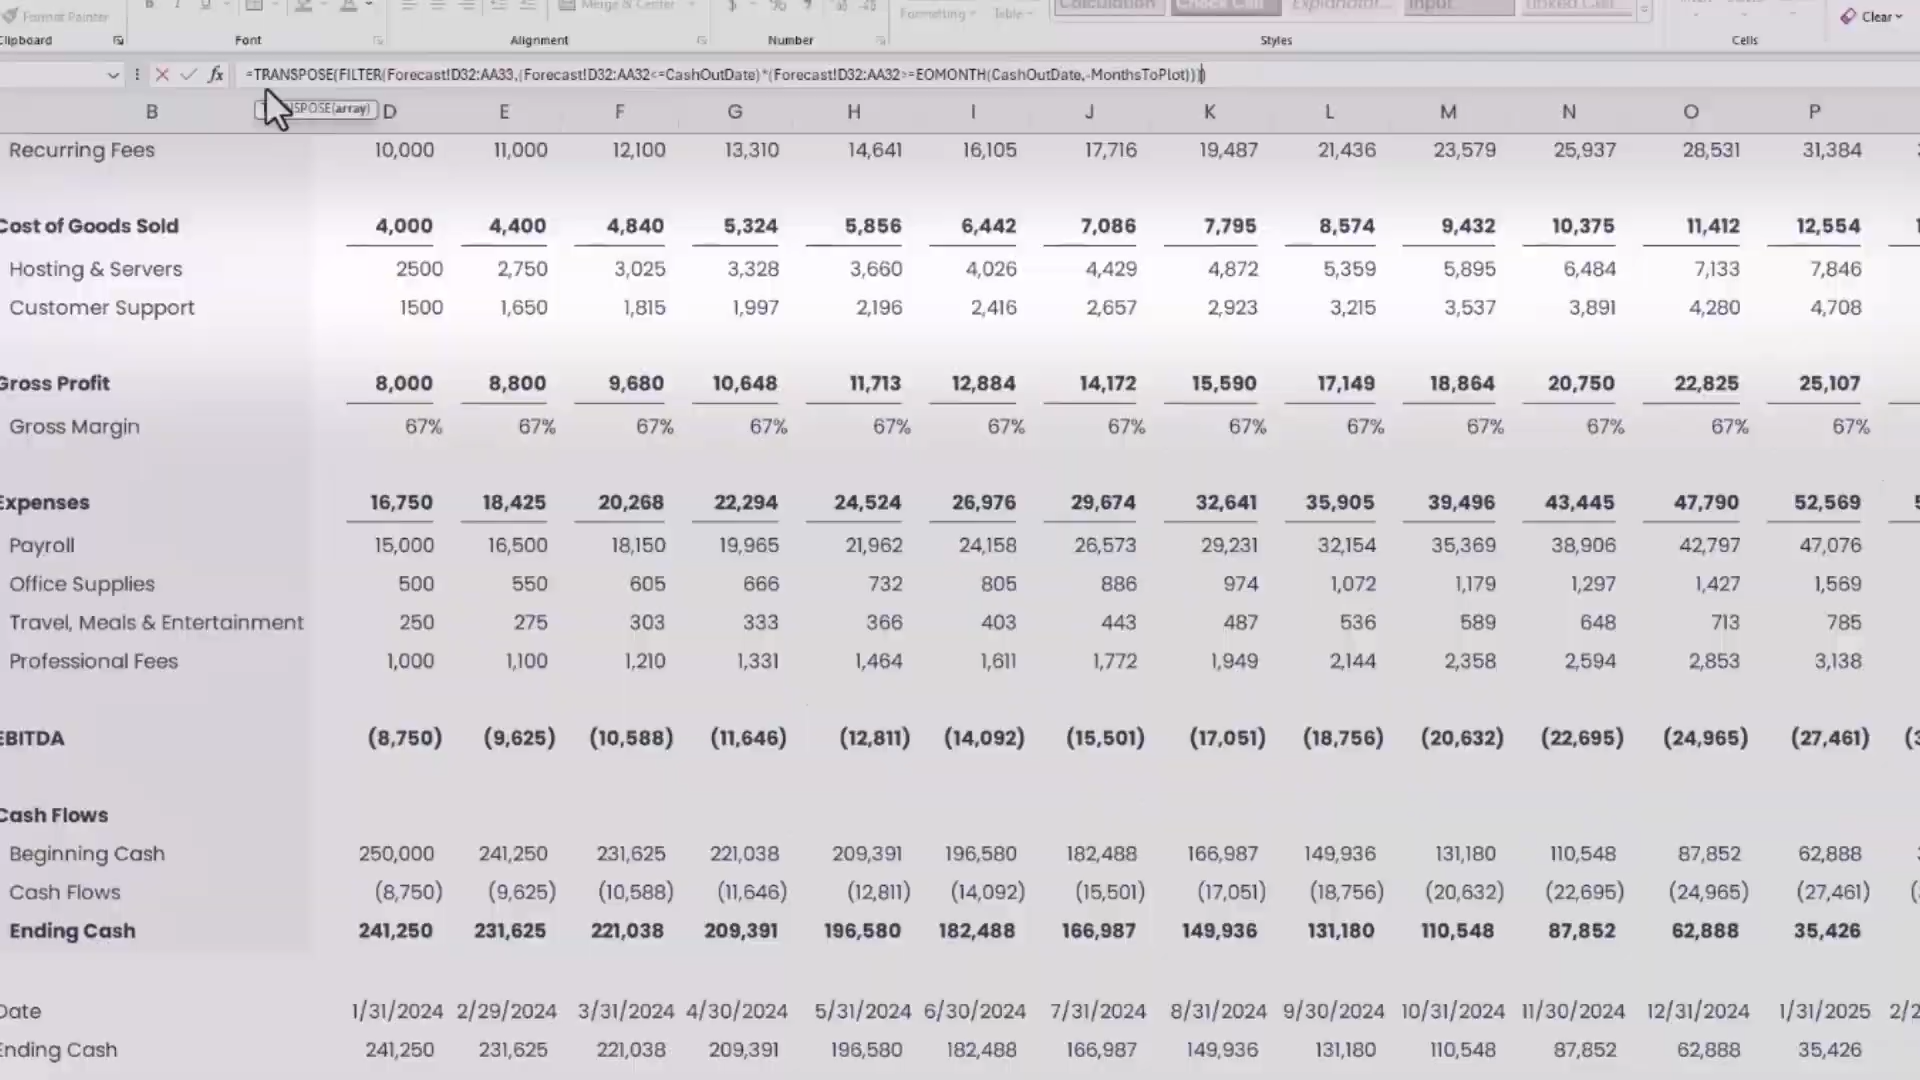 Format Painter
Merge & Center
Formatting
Table
Calculation
Check Cell
Explanator
Input
Linked Cell
Clear
Clipboard
Font
Alignment
Number
Styles
Cells
fx =TRANSPOSE(FILTER(Forecast!D32:AA33,(Forecast!D32:AA32<=CashOutDate)*(Forecast!D32:AA32>=EOMONTH(CashOutDate,-MonthsToPlot))))
SPOSE(array)
B D E F G H I J K L M N O P
Recurring Fees 10,000 11,000 12,100 13,310 14,641 16,105 17,716 19,487 21,436 23,579 25,937 28,531 31,384
Cost of Goods Sold 4,000 4,400 4,840 5,324 5,856 6,442 7,086 7,795 8,574 9,432 10,375 11,412 12,554
Hosting & Servers 2500 2,750 3,025 3,328 3,660 4,026 4,429 4,872 5,359 5,895 6,484 7,133 7,846
Customer Support 1500 1,650 1,815 1,997 2,196 2,416 2,657 2,923 3,215 3,537 3,891 4,280 4,708
Gross Profit 8,000 8,800 9,680 10,648 11,713 12,884 14,172 15,590 17,149 18,864 20,750 22,825 25,107
Gross Margin 67% 67% 67% 67% 67% 67% 67% 67% 67% 67% 67% 67% 67%
Expenses 16,750 18,425 20,268 22,294 24,524 26,976 29,674 32,641 35,905 39,496 43,445 47,790 52,569
Payroll 15,000 16,500 18,150 19,965 21,962 24,158 26,573 29,231 32,154 35,369 38,906 42,797 47,076
Office Supplies 500 550 605 666 732 805 886 974 1,072 1,179 1,297 1,427 1,569
Travel, Meals & Entertainment 250 275 303 333 366 403 443 487 536 589 648 713 785
Professional Fees 1,000 1,100 1,210 1,331 1,464 1,611 1,772 1,949 2,144 2,358 2,594 2,853 3,138
EBITDA (8,750) (9,625) (10,588) (11,646) (12,811) (14,092) (15,501) (17,051) (18,756) (20,632) (22,695) (24,965) (27,461)
Cash Flows
Beginning Cash 250,000 241,250 231,625 221,038 209,391 196,580 182,488 166,987 149,936 131,180 110,548 87,852 62,888
Cash Flows (8,750) (9,625) (10,588) (11,646) (12,811) (14,092) (15,501) (17,051) (18,756) (20,632) (22,695) (24,965) (27,461)
Ending Cash 241,250 231,625 221,038 209,391 196,580 182,488 166,987 149,936 131,180 110,548 87,852 62,888 35,426
Date 1/31/2024 2/29/2024 3/31/2024 4/30/2024 5/31/2024 6/30/2024 7/31/2024 8/31/2024 9/30/2024 10/31/2024 11/30/2024 12/31/2024 1/31/2025 2/2
Ending Cash 241,250 231,625 221,038 209,391 196,580 182,488 166,987 149,936 131,180 110,548 87,852 62,888 35,426